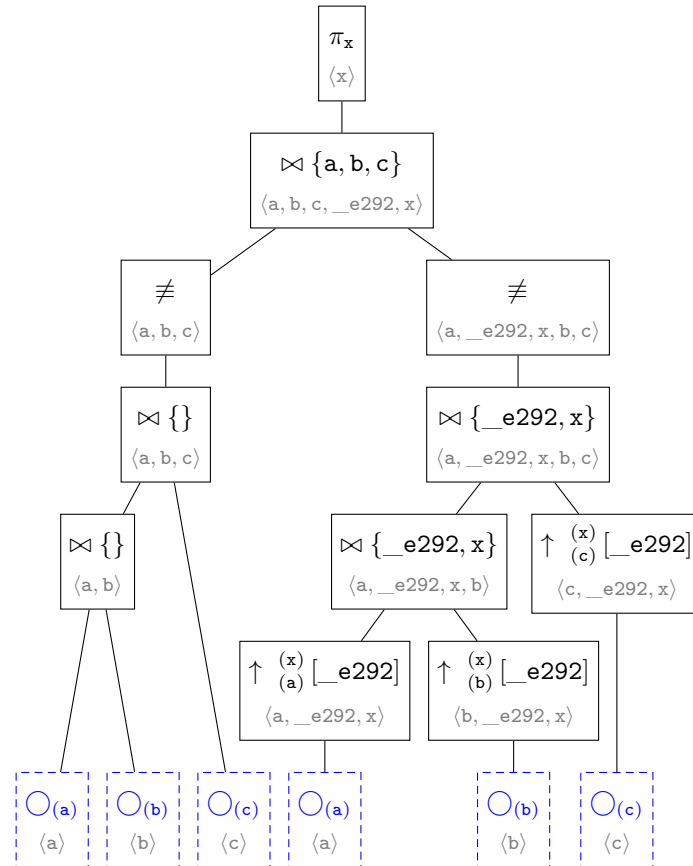 π_x
⟨x⟩
⋈ {a, b, c}
⟨a, b, c, __e292, x⟩
≢
⟨a, b, c⟩
≢
⟨a, __e292, x, b, c⟩
⋈ {}
⟨a, b, c⟩
⋈ {__e292, x}
⟨a, __e292, x, b, c⟩
⋈ {}
⟨a, b⟩
⋈ {__e292, x}
⟨a, __e292, x, b⟩
↑ (x) (c) [__e292]
⟨c, __e292, x⟩
↑ (x) (a) [__e292]
⟨a, __e292, x⟩
↑ (x) (b) [__e292]
⟨b, __e292, x⟩
◯(a)
⟨a⟩
◯(b)
⟨b⟩
◯(c)
⟨c⟩
◯(a)
⟨a⟩
◯(b)
⟨b⟩
◯(c)
⟨c⟩